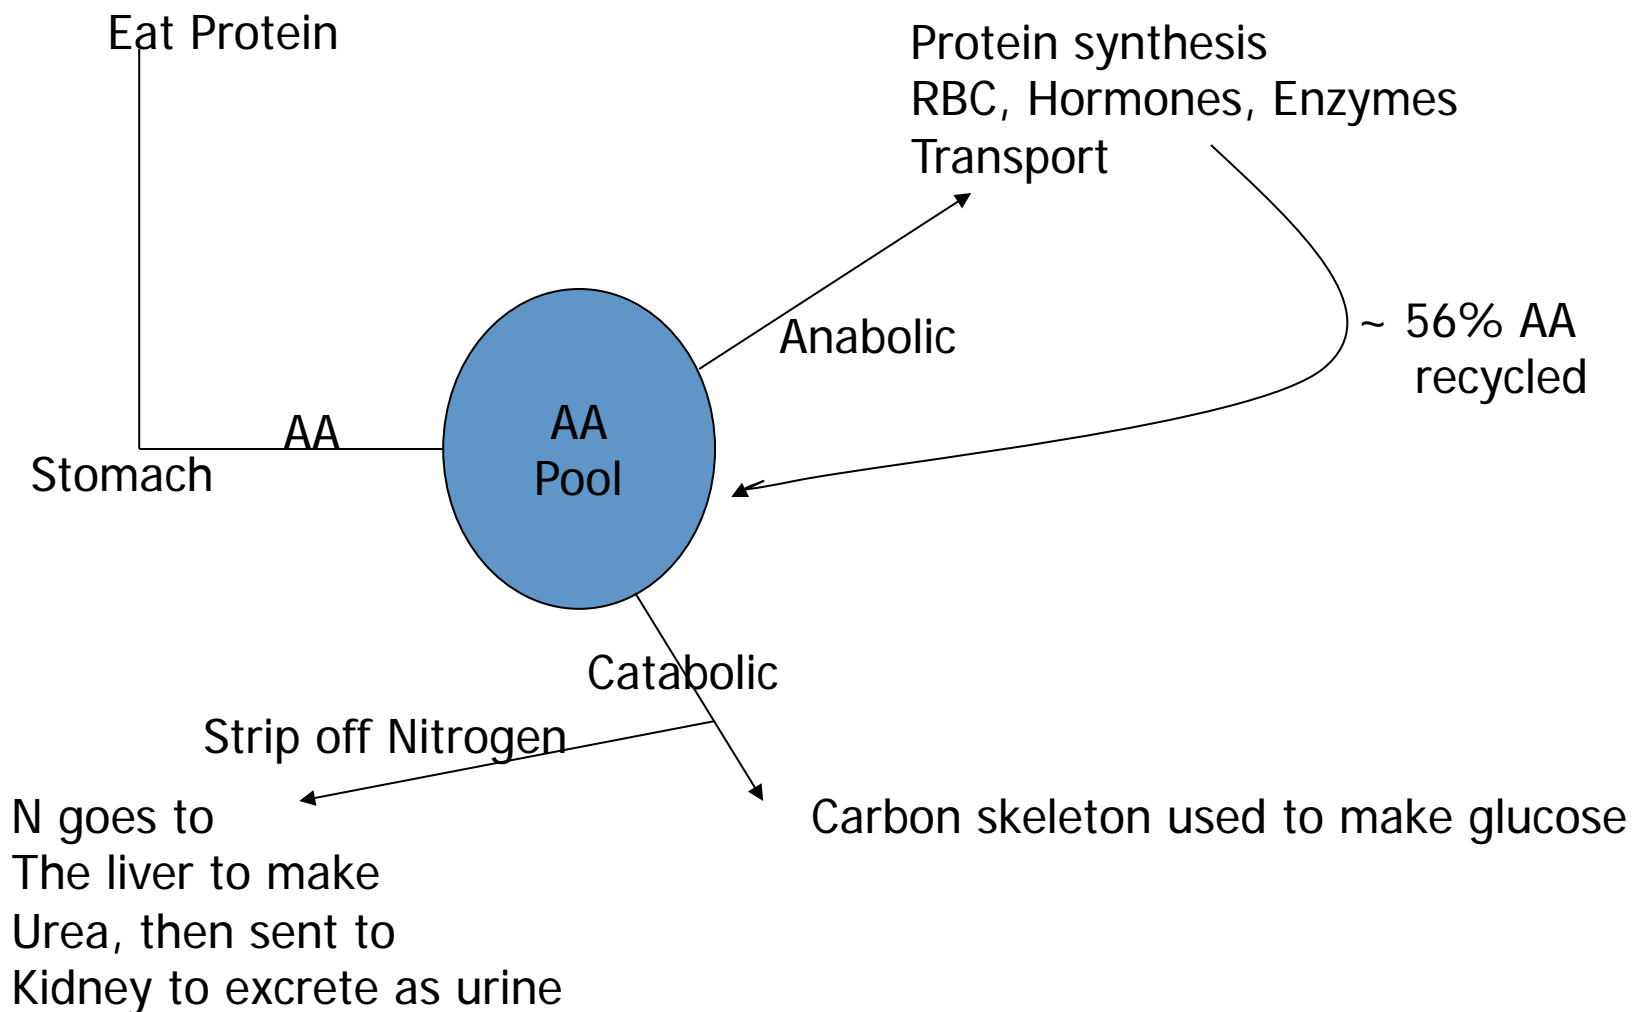 Eat Protein
Protein synthesis
RBC, Hormones, Enzymes
Transport
~ 56% AA
recycled
Anabolic
AA
Stomach
AA
Pool
Catabolic
Strip off Nitrogen
N goes to
The liver to make
Urea, then sent to
Kidney to excrete as urine
Carbon skeleton used to make glucose